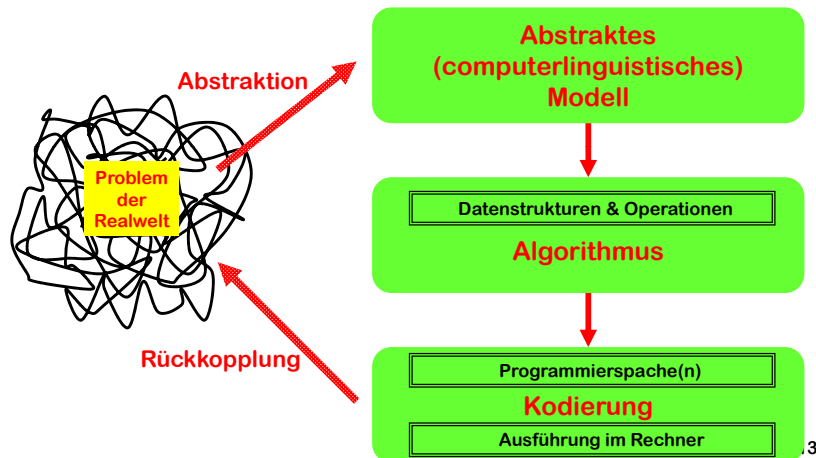 Abstraktes
(computerlinguistisches)
Modell
Abstraktion
Problem
der
Realwelt
Datenstrukturen & Operationen
Algorithmus
Rückkopplung
Programmierspache(n)
Kodierung
Ausführung im Rechner